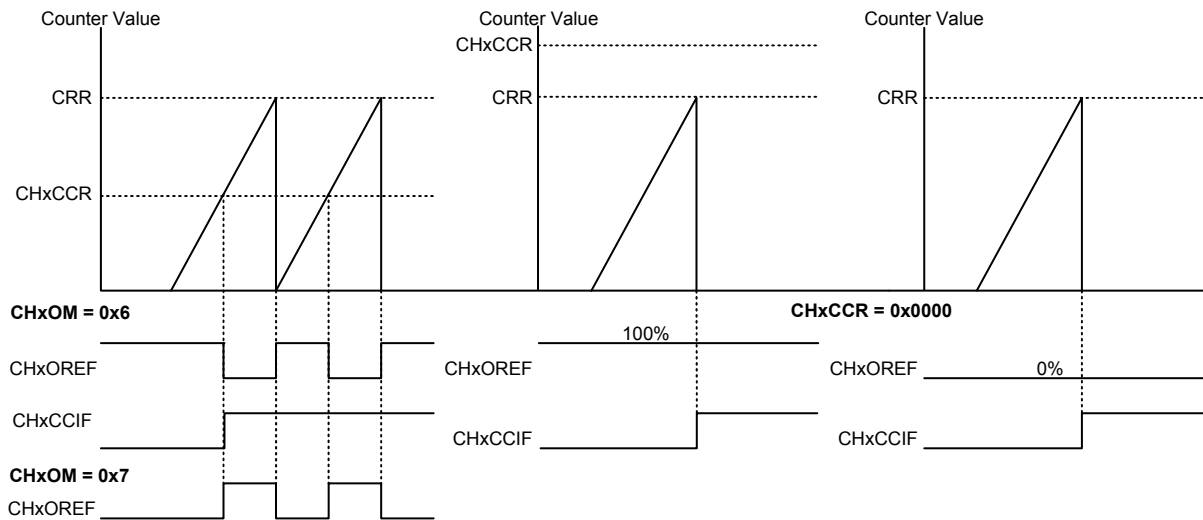 Counter Value
CRR
CHxCCR
CHxOM = 0x6
CHxOREF
CHxCCIF
CHxOM = 0x7
CHxOREF
Counter Value
CHxCCR
CRR
100%
CHxOREF
CHxCCIF
Counter Value
CRR
CHxCCR = 0x0000
CHxOREF
0%
CHxCCIF